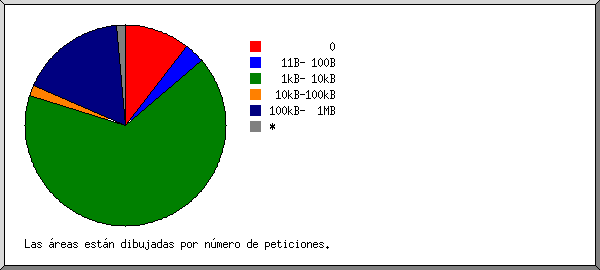 0
11B- 100B
1kB- 10kB
10kB-100kB
100kB-  1MB
*
Las áreas están dibujadas por número de peticiones.